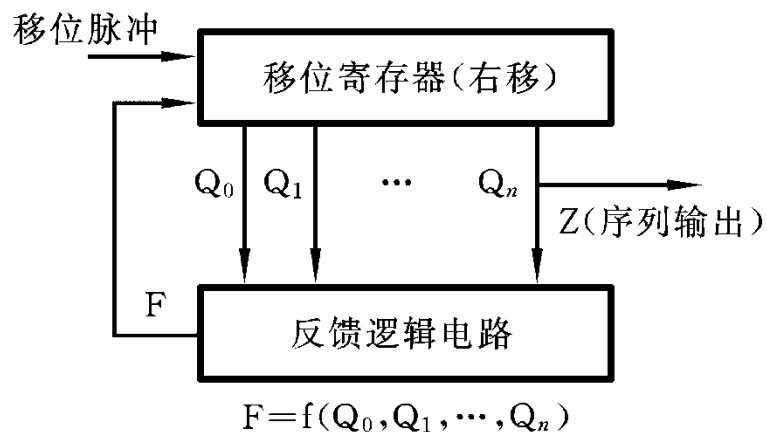 移位脉冲
移位寄存器(右移)
Q₀ Q₁ … Qₙ
Z(序列输出)
F
反馈逻辑电路
F=f(Q₀,Q₁,…,Qₙ)